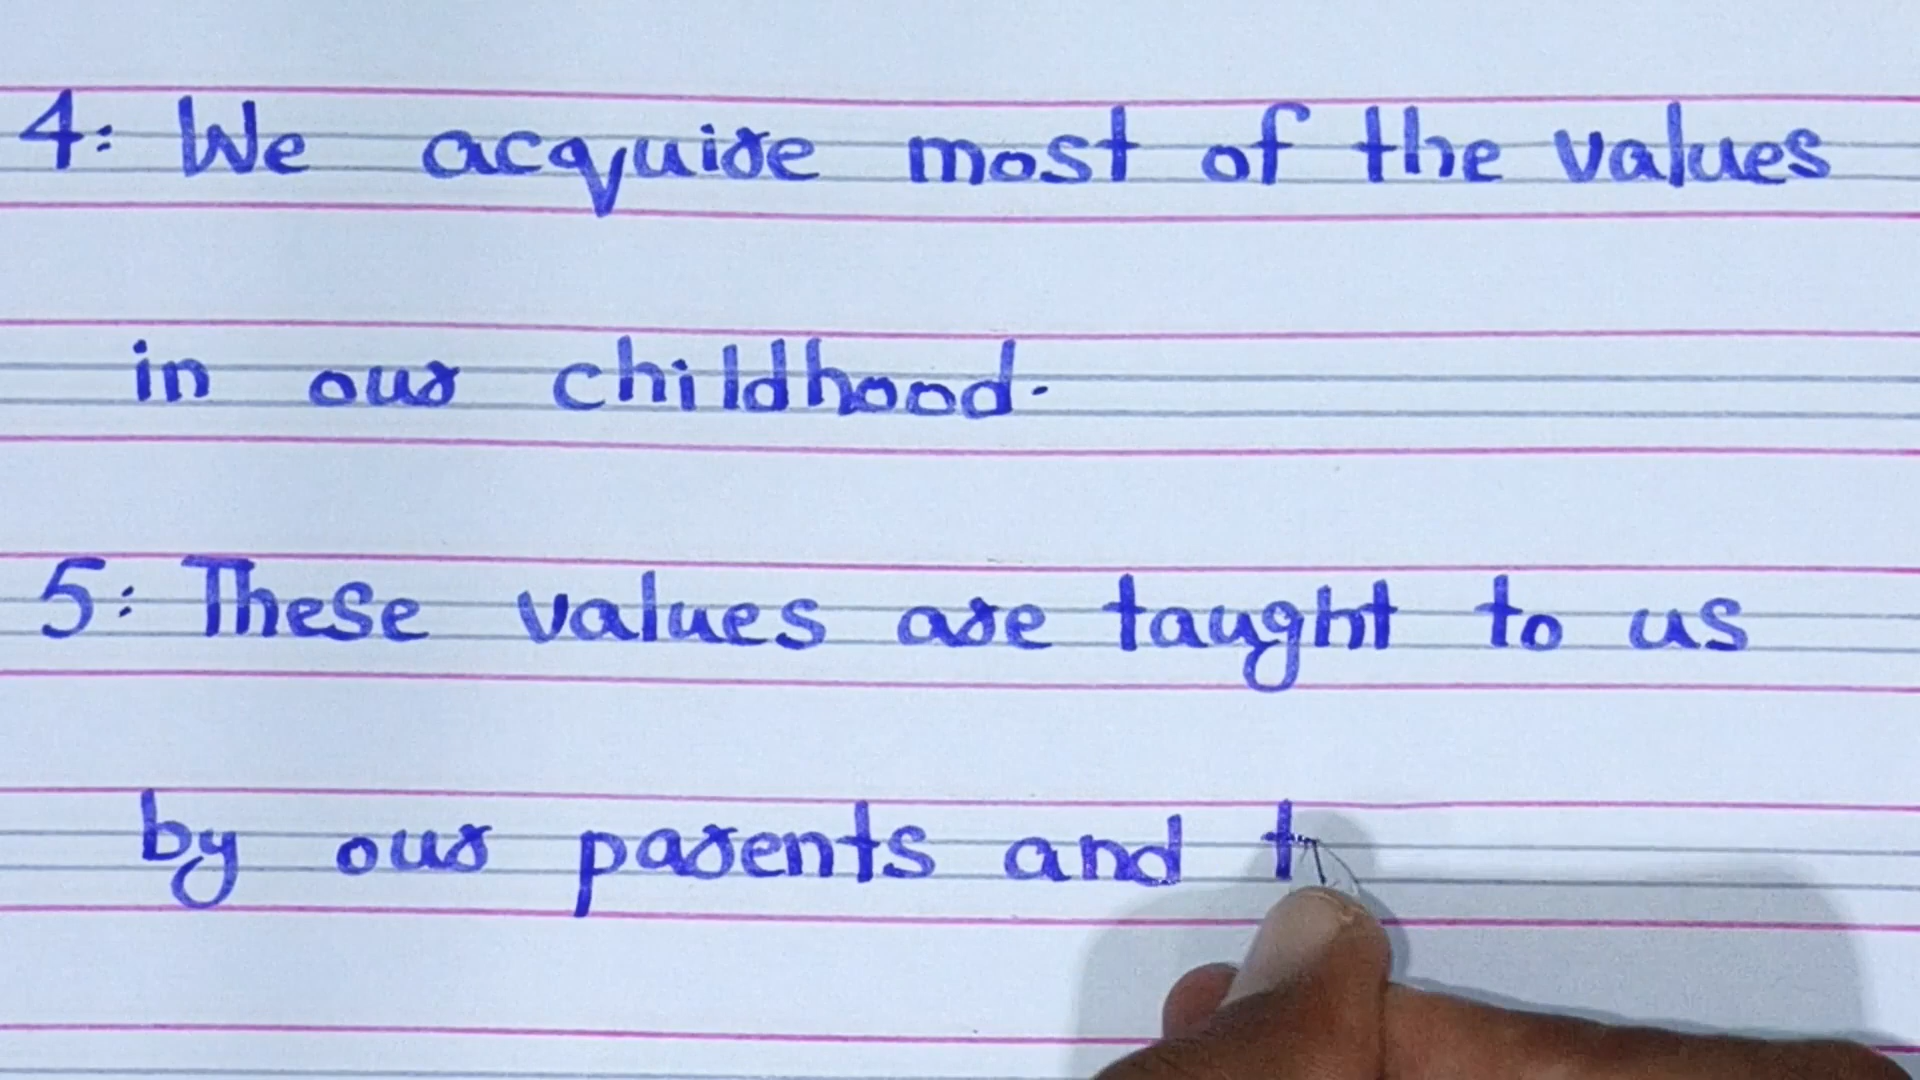 4: We acquire most of the values
in our childhood.
5: These values are taught to us
by our parents and t